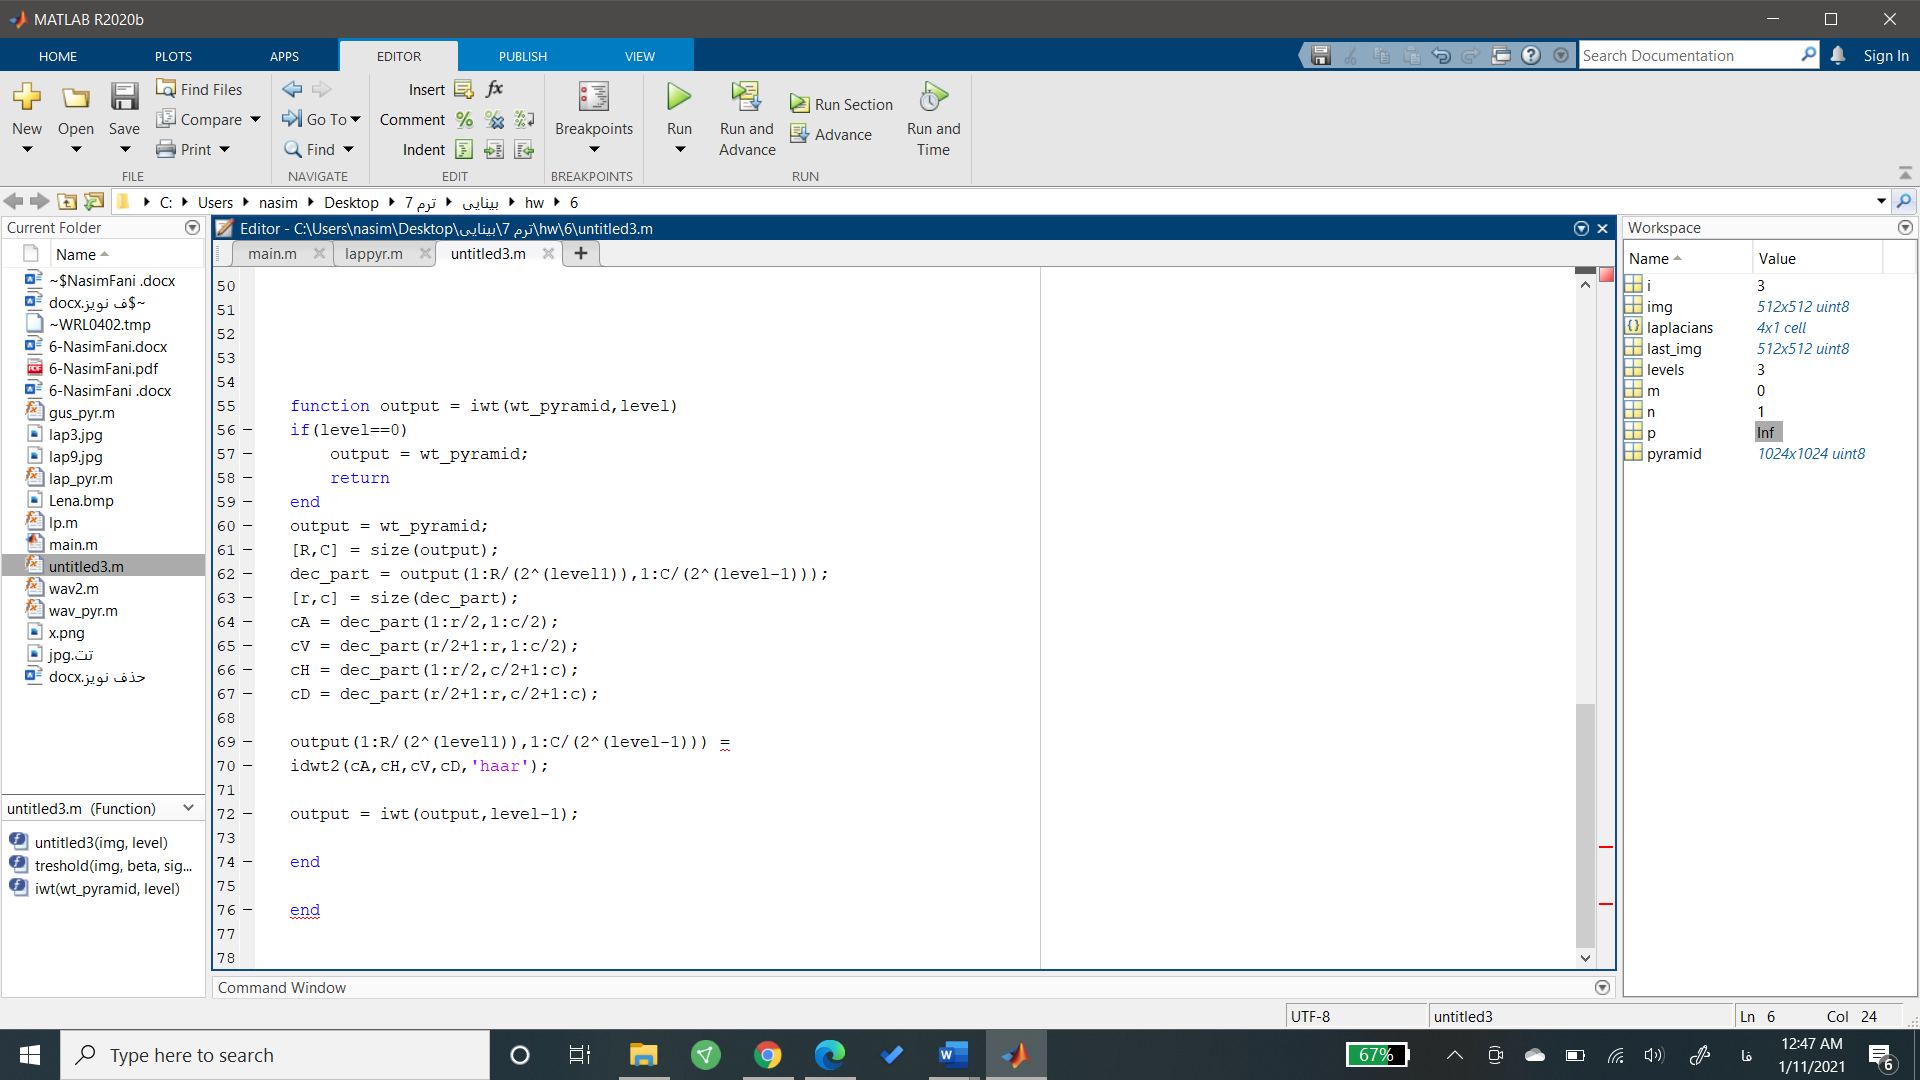 MATLAB R2020b
HOME PLOTS APPS EDITOR PUBLISH VIEW
Search Documentation
Sign In
New Open Save
Find Files
Compare
Print
FILE
Go To
Find
NAVIGATE
Insert
fx
Comment
Indent
EDIT
Breakpoints
BREAKPOINTS
Run
Run and Advance
Run Section
Advance
Run and Time
RUN
C: Users nasim Desktop ترم 7 بینایی hw 6
Current Folder
Name
~$NasimFani .docx
~$ف نویز.docx
~WRL0402.tmp
6-NasimFani.docx
6-NasimFani.pdf
6-NasimFani .docx
gus_pyr.m
lap3.jpg
lap9.jpg
lap_pyr.m
Lena.bmp
lp.m
main.m
untitled3.m
wav2.m
wav_pyr.m
x.png
تت.jpg
حذف نویز.docx
untitled3.m (Function)
untitled3(img, level)
treshold(img, beta, sig...
iwt(wt_pyramid, level)
Editor - C:\Users\nasim\Desktop\ترم 7\بینایی\hw\6\untitled3.m
main.m lappyr.m untitled3.m
50
51
52
53
54
55 function output = iwt(wt_pyramid,level)
56 – if(level==0)
57 – output = wt_pyramid;
58 – return
59 – end
60 – output = wt_pyramid;
61 – [R,C] = size(output);
62 – dec_part = output(1:R/(2^(level1)),1:C/(2^(level-1)));
63 – [r,c] = size(dec_part);
64 – cA = dec_part(1:r/2,1:c/2);
65 – cV = dec_part(r/2+1:r,1:c/2);
66 – cH = dec_part(1:r/2,c/2+1:c);
67 – cD = dec_part(r/2+1:r,c/2+1:c);
68
69 – output(1:R/(2^(level1)),1:C/(2^(level-1))) =
70 – idwt2(cA,cH,cV,cD,'haar');
71
72 – output = iwt(output,level-1);
73
74 – end
75
76 – end
77
78
Command Window
Workspace
Name Value
i 3
img 512x512 uint8
laplacians 4x1 cell
last_img 512x512 uint8
levels 3
m 0
n 1
p Inf
pyramid 1024x1024 uint8
UTF-8
untitled3
Ln 6 Col 24
Type here to search
67%
فا
12:47 AM
1/11/2021
6